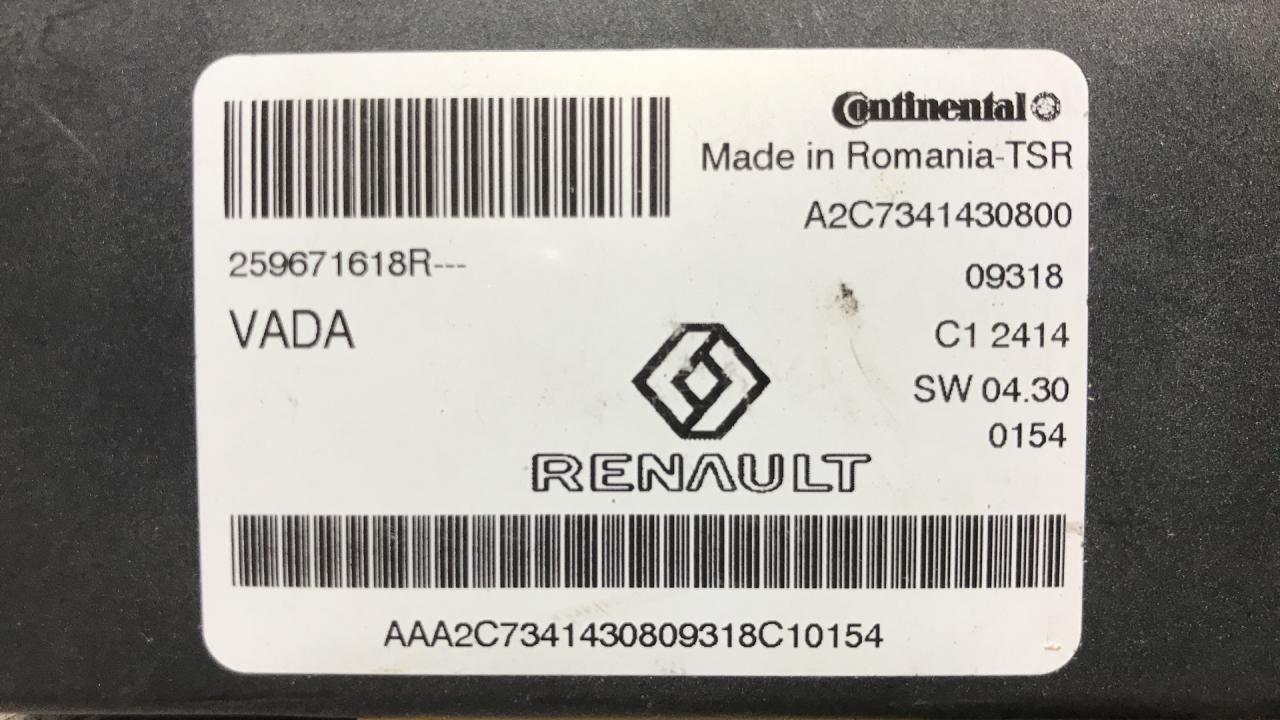 Continental
Made in Romania-TSR
A2C7341430800
259671618R---
09318
VADA
C1 2414
SW 04.30
0154
RENAULT
AAA2C7341430809318C10154